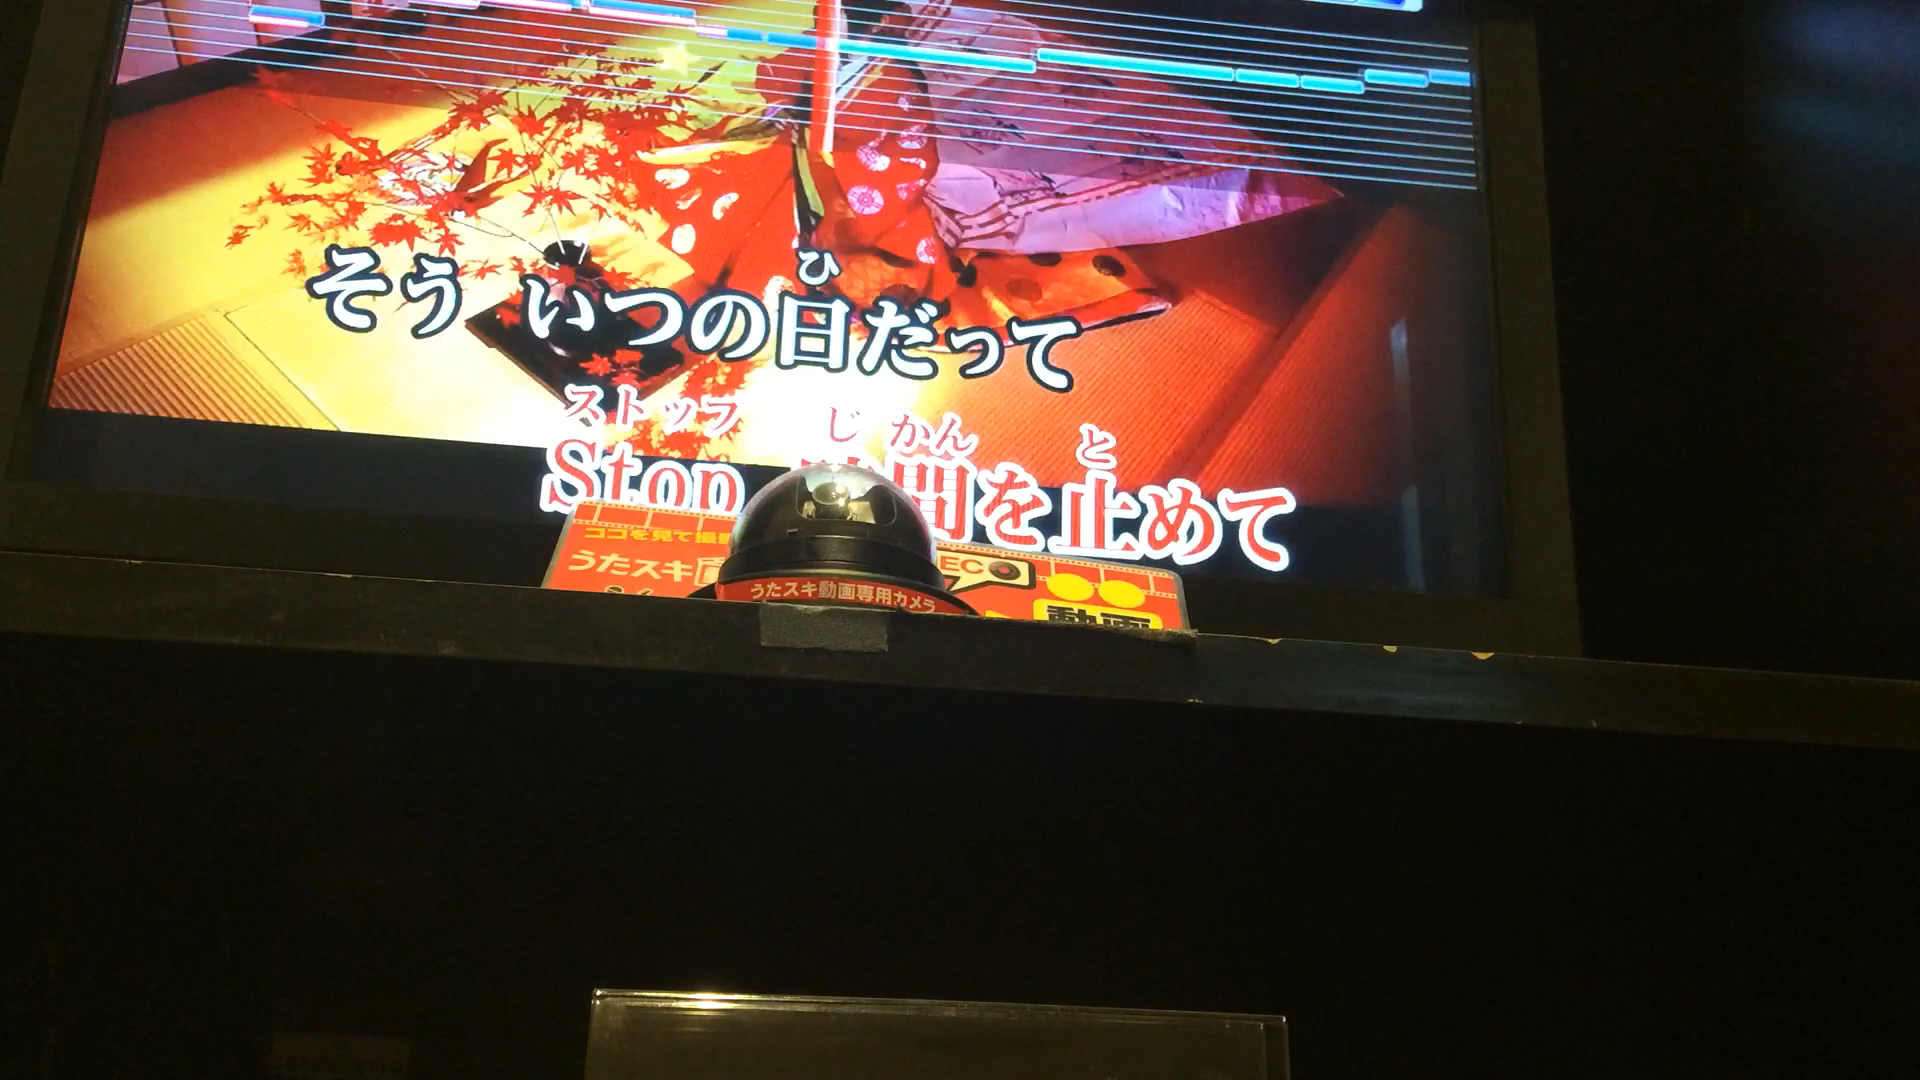 ひ
そう いつの日だって
ストップ じかん と
Stop 時間を止めて
ココを見て撮
うたスキ
うたスキ動画専用カメラ
EC
動画